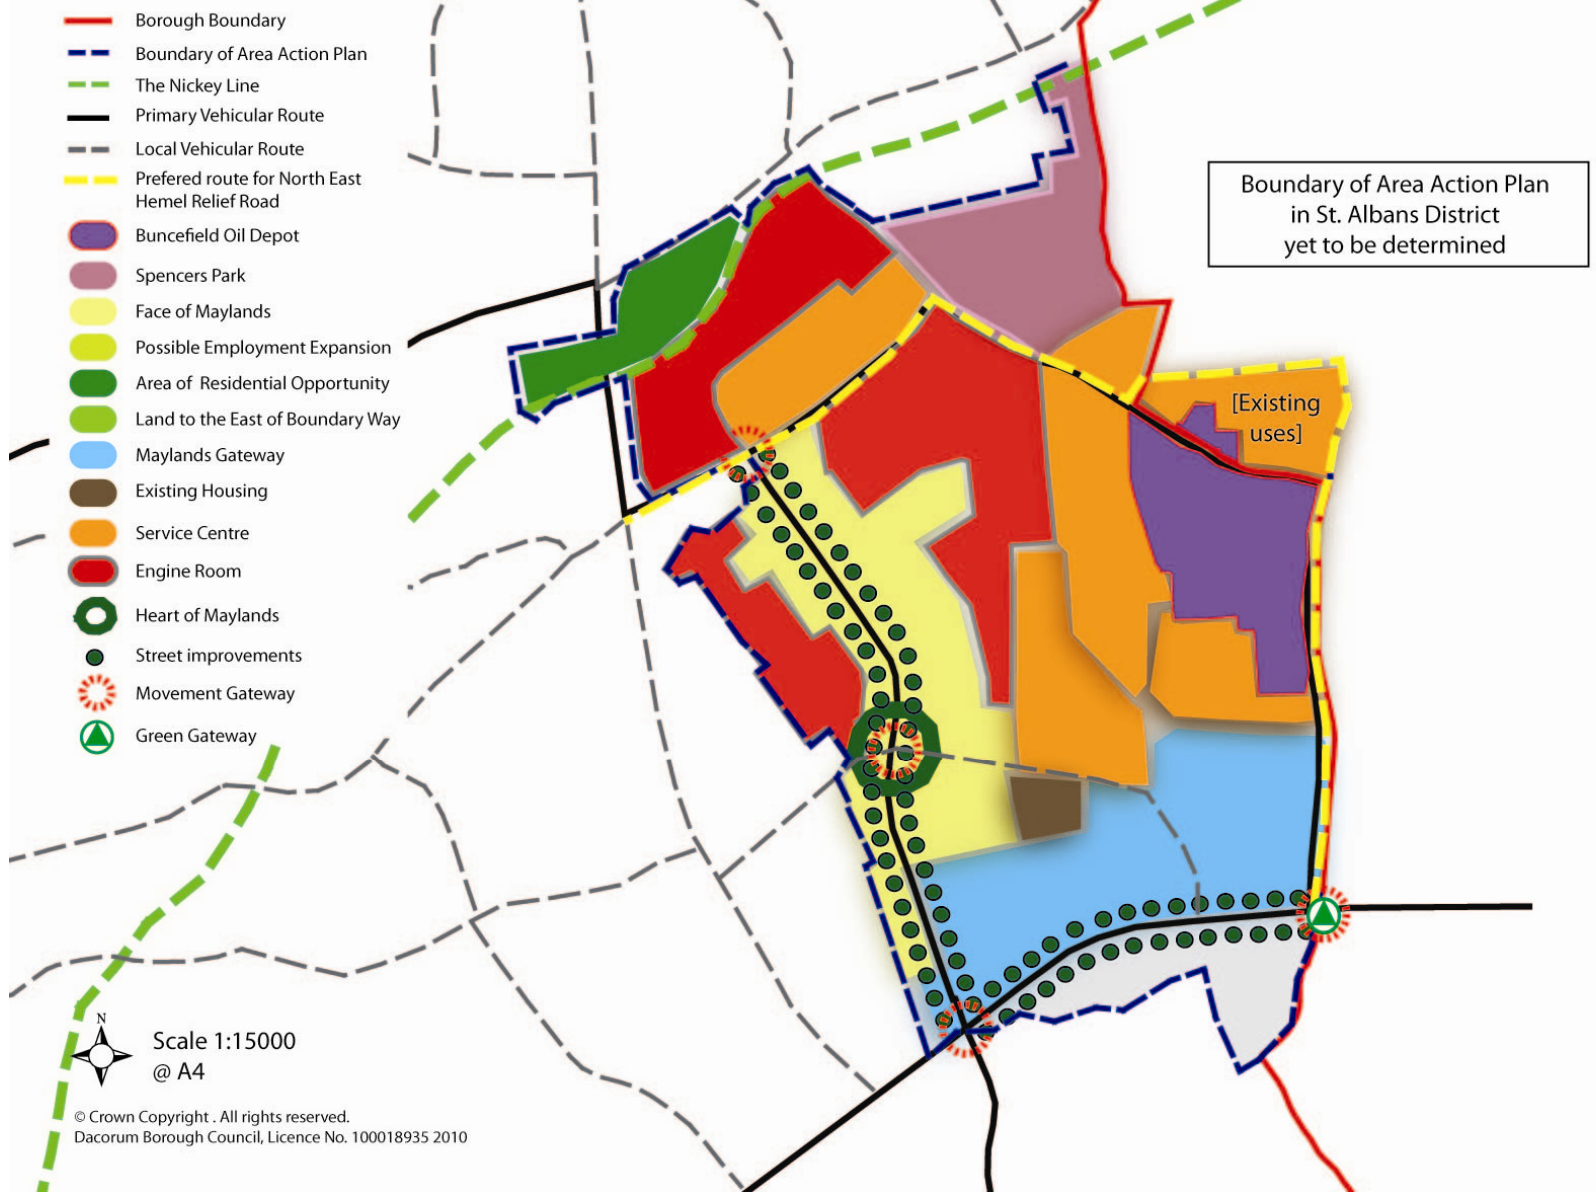 Borough Boundary
Boundary of Area Action Plan
The Nickey Line
Primary Vehicular Route
Local Vehicular Route
Prefered route for North East
Hemel Relief Road
Buncefield Oil Depot
Spencers Park
Face of Maylands
Possible Employment Expansion
Area of Residential Opportunity
Land to the East of Boundary Way
Maylands Gateway
Existing Housing
Service Centre
Engine Room
Heart of Maylands
Street improvements
Movement Gateway
Green Gateway
Boundary of Area Action Plan
in St. Albans District
yet to be determined
[Existing
uses]
N
Scale 1:15000
@ A4
© Crown Copyright . All rights reserved.
Dacorum Borough Council, Licence No. 100018935 2010